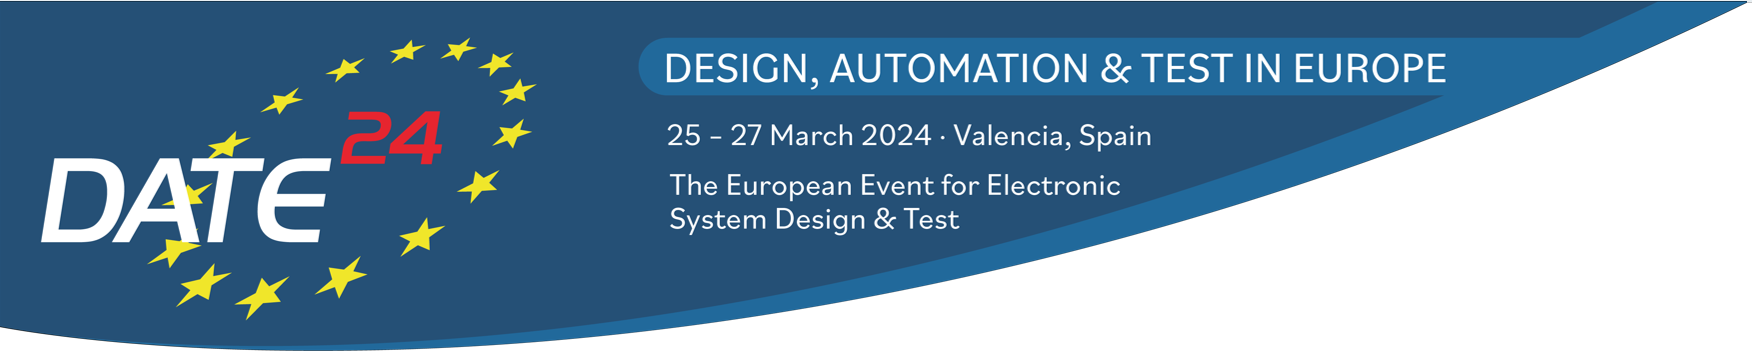 DATE 24
DESIGN, AUTOMATION & TEST IN EUROPE
25 – 27 March 2024 · Valencia, Spain
The European Event for Electronic
System Design & Test